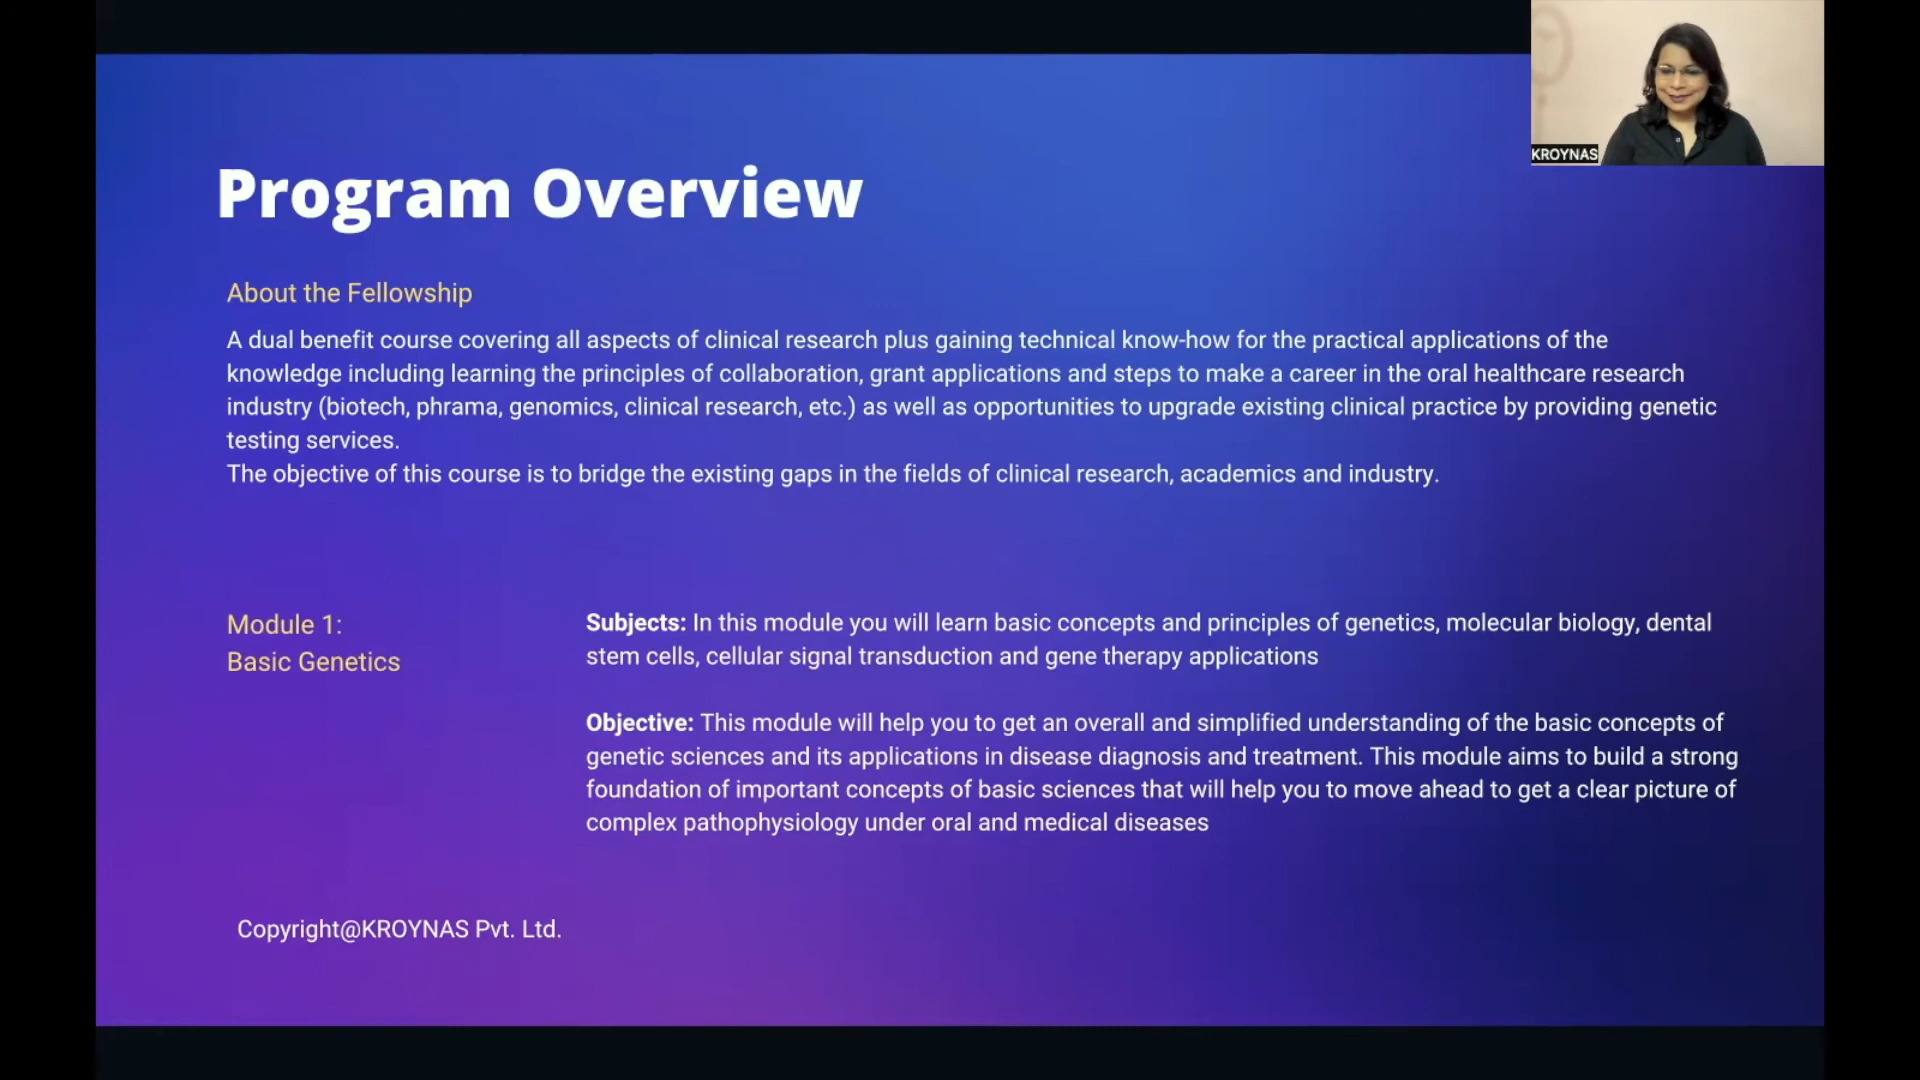 KROYNAS
Program Overview
About the Fellowship
A dual benefit course covering all aspects of clinical research plus gaining technical know-how for the practical applications of the
knowledge including learning the principles of collaboration, grant applications and steps to make a career in the oral healthcare research
industry (biotech, phrama, genomics, clinical research, etc.) as well as opportunities to upgrade existing clinical practice by providing genetic
testing services.
The objective of this course is to bridge the existing gaps in the fields of clinical research, academics and industry.
Module 1:
Basic Genetics
Subjects: In this module you will learn basic concepts and principles of genetics, molecular biology, dental
stem cells, cellular signal transduction and gene therapy applications
Objective: This module will help you to get an overall and simplified understanding of the basic concepts of
genetic sciences and its applications in disease diagnosis and treatment. This module aims to build a strong
foundation of important concepts of basic sciences that will help you to move ahead to get a clear picture of
complex pathophysiology under oral and medical diseases
Copyright@KROYNAS Pvt. Ltd.